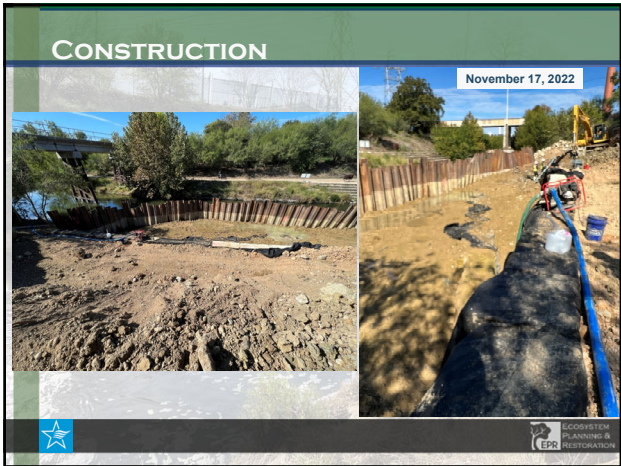 CONSTRUCTION
November 17, 2022
EPR
ECOSYSTEM
PLANNING &
RESTORATION